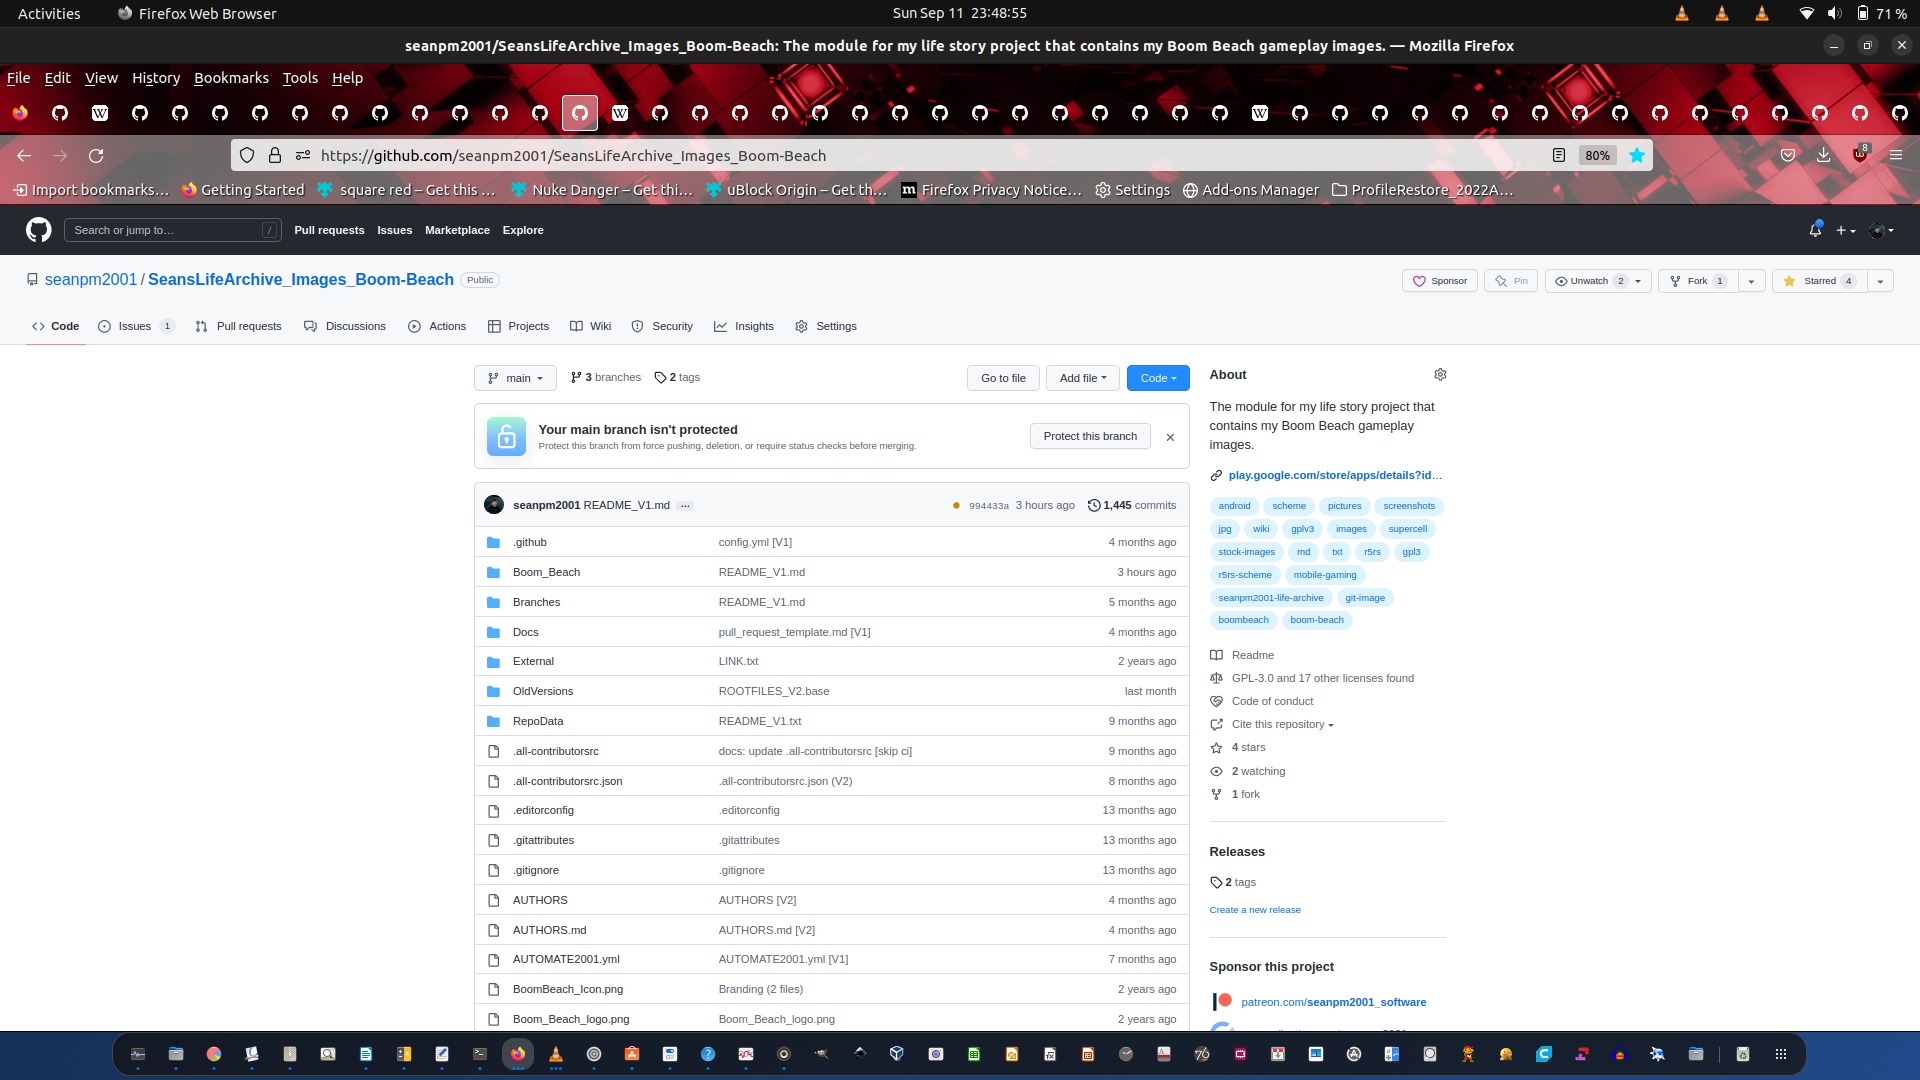 Activities
Firefox Web Browser
Sun Sep 11 23:48:55
71 %
seanpm2001/SeansLifeArchive_Images_Boom-Beach: The module for my life story project that contains my Boom Beach gameplay images. — Mozilla Firefox
File Edit View History Bookmarks Tools Help
https://github.com/seanpm2001/SeansLifeArchive_Images_Boom-Beach
80%
8
Import bookmarks…
Getting Started
square red – Get this …
Nuke Danger – Get thi…
uBlock Origin – Get th…
Firefox Privacy Notice…
Settings
Add-ons Manager
ProfileRestore_2022A…
Search or jump to…
/
Pull requests
Issues
Marketplace
Explore
seanpm2001 / SeansLifeArchive_Images_Boom-Beach
Public
Sponsor
Pin
Unwatch 2
Fork 1
Starred 4
Code
Issues 1
Pull requests
Discussions
Actions
Projects
Wiki
Security
Insights
Settings
main
3 branches
2 tags
Go to file
Add file
Code
Your main branch isn't protected
Protect this branch from force pushing, deletion, or require status checks before merging.
Protect this branch
seanpm2001 README_V1.md
994433a 3 hours ago
1,445 commits
.github config.yml [V1] 4 months ago
Boom_Beach README_V1.md 3 hours ago
Branches README_V1.md 5 months ago
Docs pull_request_template.md [V1] 4 months ago
External LINK.txt 2 years ago
OldVersions ROOTFILES_V2.base last month
RepoData README_V1.txt 9 months ago
.all-contributorsrc docs: update .all-contributorsrc [skip ci] 9 months ago
.all-contributorsrc.json .all-contributorsrc.json (V2) 8 months ago
.editorconfig .editorconfig 13 months ago
.gitattributes .gitattributes 13 months ago
.gitignore .gitignore 13 months ago
AUTHORS AUTHORS [V2] 4 months ago
AUTHORS.md AUTHORS.md [V2] 4 months ago
AUTOMATE2001.yml AUTOMATE2001.yml [V1] 7 months ago
BoomBeach_Icon.png Branding (2 files) 2 years ago
Boom_Beach_logo.png Boom_Beach_logo.png 2 years ago
About
The module for my life story project that
contains my Boom Beach gameplay
images.
play.google.com/store/apps/details?id…
android scheme pictures screenshots
jpg wiki gplv3 images supercell
stock-images md txt r5rs gpl3
r5rs-scheme mobile-gaming
seanpm2001-life-archive git-image
boombeach boom-beach
Readme
GPL-3.0 and 17 other licenses found
Code of conduct
Cite this repository
4 stars
2 watching
1 fork
Releases
2 tags
Create a new release
Sponsor this project
patreon.com/seanpm2001_software